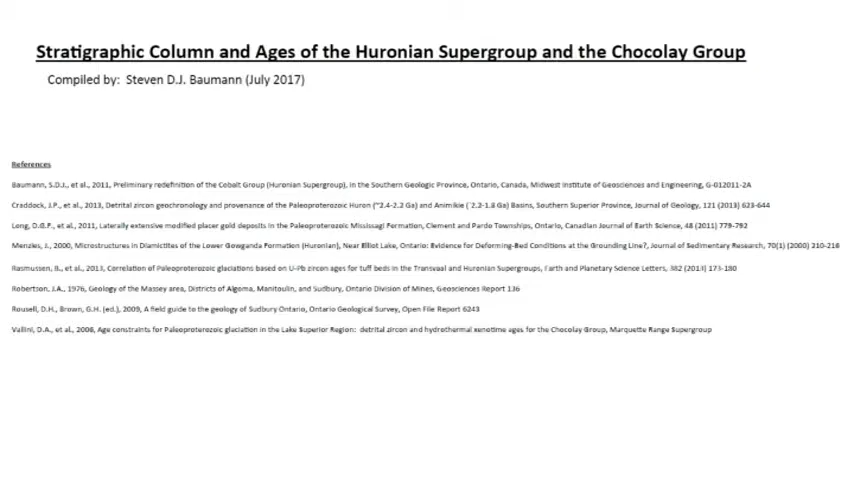 Stratigraphic Column and Ages of the Huronian Supergroup and the Chocolay Group
Compiled by: Steven D.J. Baumann (July 2017)
References
Baumann, S.D.J., et al., 2011, Preliminary redefinition of the Cobalt Group (Huronian Supergroup), in the Southern Geologic Province, Ontario, Canada, Midwest Institute of Geosciences and Engineering, G-012011-2A
Craddock, J.P., et al., 2013, Detrital zircon geochronology and provenance of the Paleoproterozoic Huron (~2.4-2.2 Ga) and Animikie (~2.2-1.8 Ga) Basins, Southern Superior Province, Journal of Geology, 121 (2013) 623-644
Long, D.G.F., et al., 2011, Laterally extensive modified placer gold deposits in the Paleoproterozoic Mississagi Formation, Clement and Pardo Townships, Ontario, Canadian Journal of Earth Science, 48 (2011) 779-792
Menzies, J., 2000, Microstructures in Diamictites of the Lower Gowganda Formation (Huronian), Near Elliot Lake, Ontario: Evidence for Deforming-Bed Conditions at the Grounding Line?, Journal of Sedimentary Research, 70(1) (2000) 210-216
Rasmussen, B., et al., 2013, Correlation of Paleoproterozoic glaciations based on U-Pb zircon ages for tuff beds in the Transvaal and Huronian Supergroups, Earth and Planetary Science Letters, 382 (2013) 173-180
Robertson, J.A., 1976, Geology of the Massey area, Districts of Algoma, Manitoulin, and Sudbury, Ontario Division of Mines, Geosciences Report 136
Rousell, D.H., Brown, G.H. (ed.), 2009, A field guide to the geology of Sudbury Ontario, Ontario Geological Survey, Open File Report 6243
Vallini, D.A., et al., 2006, Age constraints for Paleoproterozoic glaciation in the Lake Superior Region: detrital zircon and hydrothermal xenotime ages for the Chocolay Group, Marquette Range Supergroup